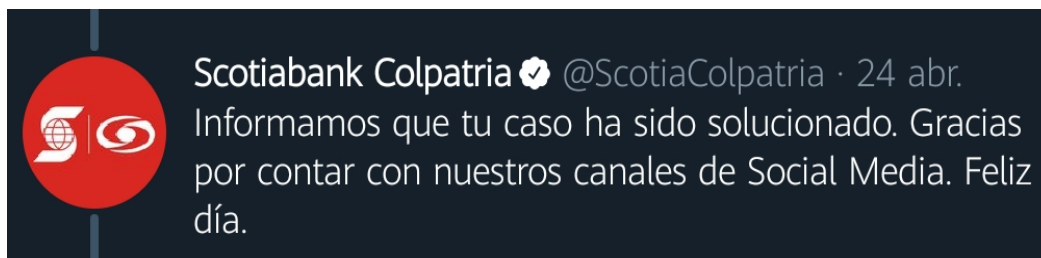 Scotiabank Colpatria @ScotiaColpatria · 24 abr.
Informamos que tu caso ha sido solucionado. Gracias
por contar con nuestros canales de Social Media. Feliz
día.